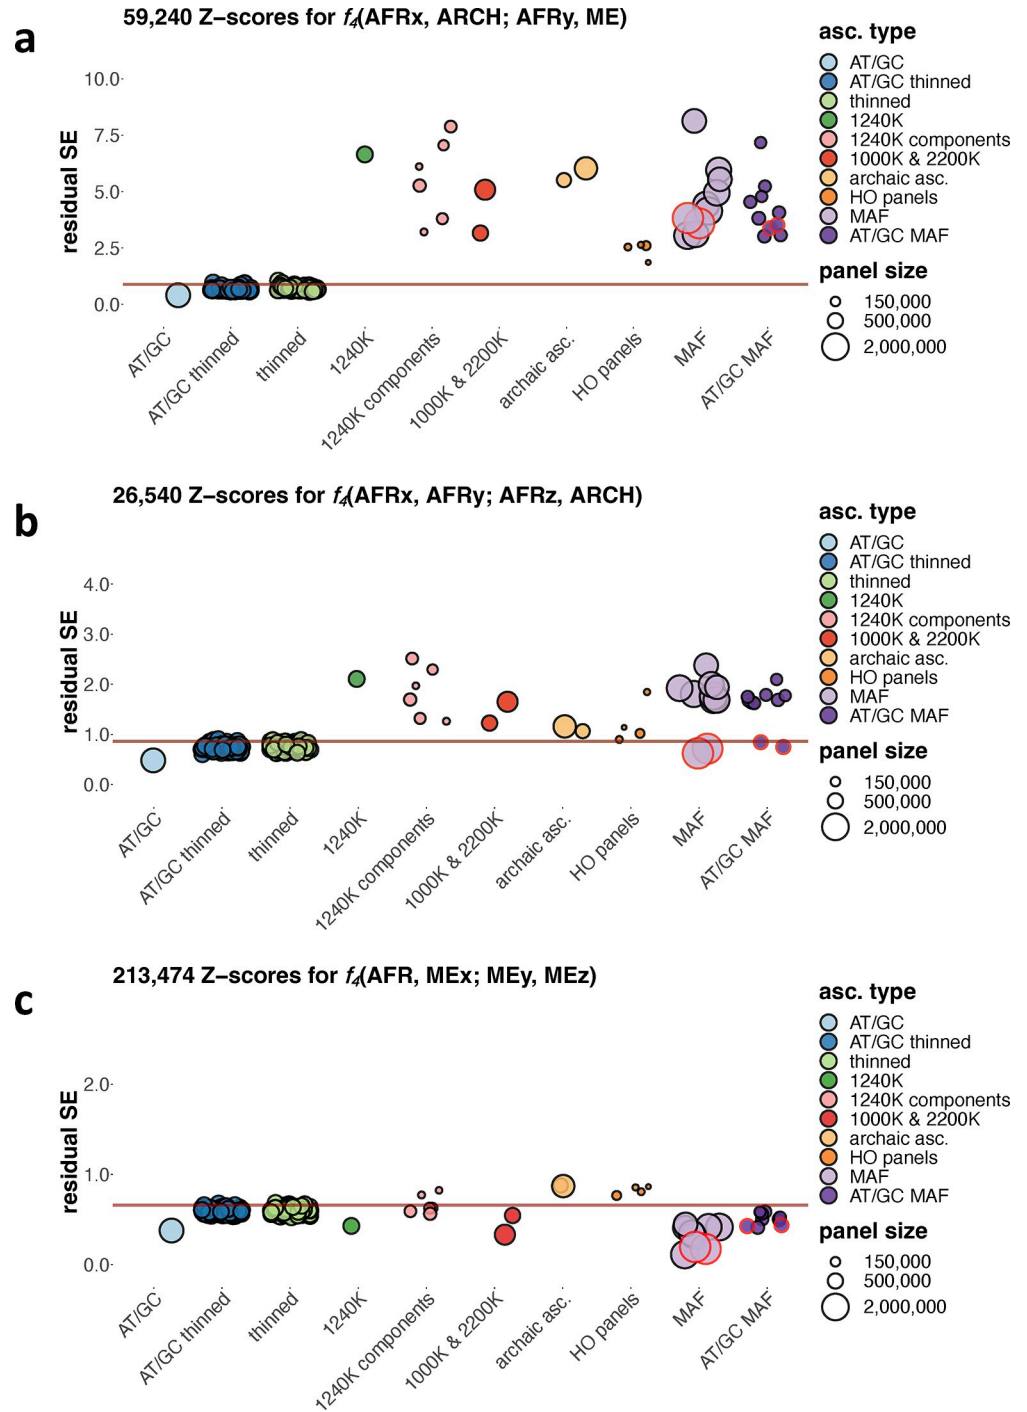 a
59,240 Z−scores for f4(AFRx, ARCH; AFRy, ME)
residual SE
10.0
7.5
5.0
2.5
0.0
AT/GC
AT/GC thinned
thinned
1240K
1240K components
1000K & 2200K
archaic asc.
HO panels
MAF
AT/GC MAF
asc. type
AT/GC
AT/GC thinned
thinned
1240K
1240K components
1000K & 2200K
archaic asc.
HO panels
MAF
AT/GC MAF
panel size
150,000
500,000
2,000,000
b
26,540 Z−scores for f4(AFRx, AFRy; AFRz, ARCH)
residual SE
4.0
3.0
2.0
1.0
0.0
AT/GC
AT/GC thinned
thinned
1240K
1240K components
1000K & 2200K
archaic asc.
HO panels
MAF
AT/GC MAF
asc. type
AT/GC
AT/GC thinned
thinned
1240K
1240K components
1000K & 2200K
archaic asc.
HO panels
MAF
AT/GC MAF
panel size
150,000
500,000
2,000,000
c
213,474 Z−scores for f4(AFR, MEx; MEy, MEz)
residual SE
2.0
1.0
0.0
AT/GC
AT/GC thinned
thinned
1240K
1240K components
1000K & 2200K
archaic asc.
HO panels
MAF
AT/GC MAF
asc. type
AT/GC
AT/GC thinned
thinned
1240K
1240K components
1000K & 2200K
archaic asc.
HO panels
MAF
AT/GC MAF
panel size
150,000
500,000
2,000,000